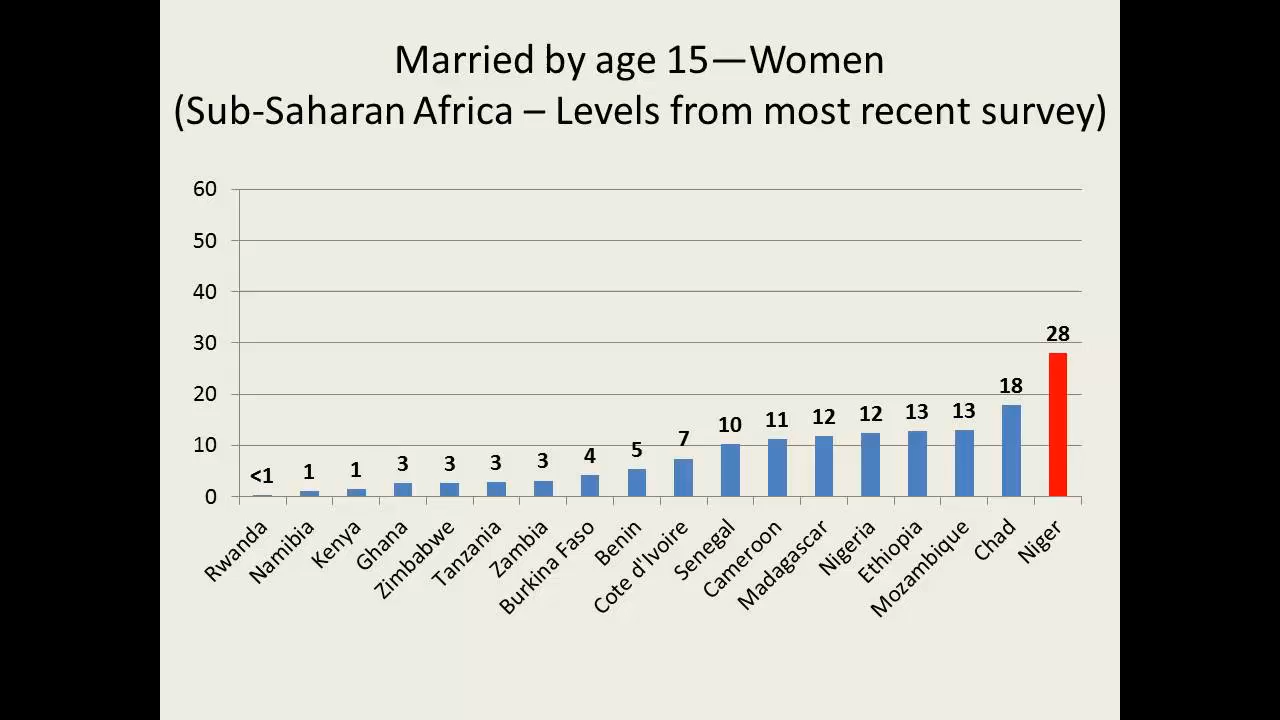 Married by age 15—Women
(Sub-Saharan Africa – Levels from most recent survey)
60
50
40
30
20
10
0
<1
1
1
3
3
3
3
4
5
7
10
11
12
12
13
13
18
28
Rwanda
Namibia
Kenya
Ghana
Zimbabwe
Tanzania
Zambia
Burkina Faso
Benin
Cote d'Ivoire
Senegal
Cameroon
Madagascar
Nigeria
Ethiopia
Mozambique
Chad
Niger